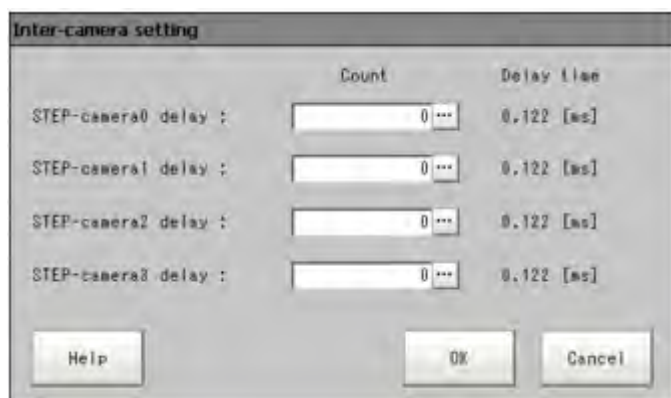 Inter-camera setting
Count Delay time
STEP-camera0 delay : 0 ... 0.122 [ms]
STEP-camera1 delay : 0 ... 0.122 [ms]
STEP-camera2 delay : 0 ... 0.122 [ms]
STEP-camera3 delay : 0 ... 0.122 [ms]
Help OK Cancel